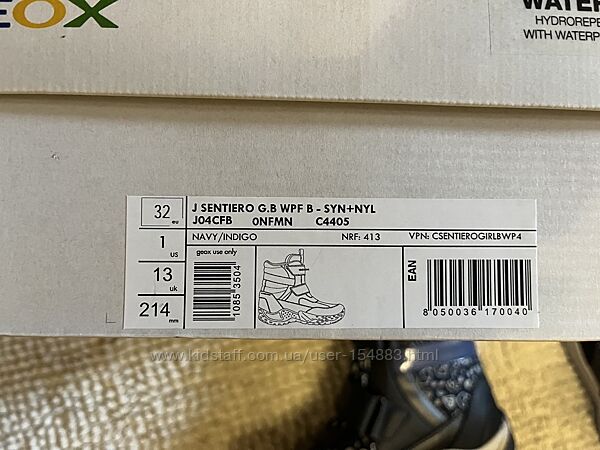 EOX
WATER
HYDROREPE
WITH WATERP
32 eu
J SENTIERO G.B WPF B - SYN+NYL
J04CFB 0NFMN C4405
1 us
NAVY/INDIGO NRF: 413 VPN: CSENTIEROGIRLBWP4
13 uk
geox use only
1085 3504
EAN
214 mm
8 050036 170040
www.kidstaff.com.ua/user-154883.html